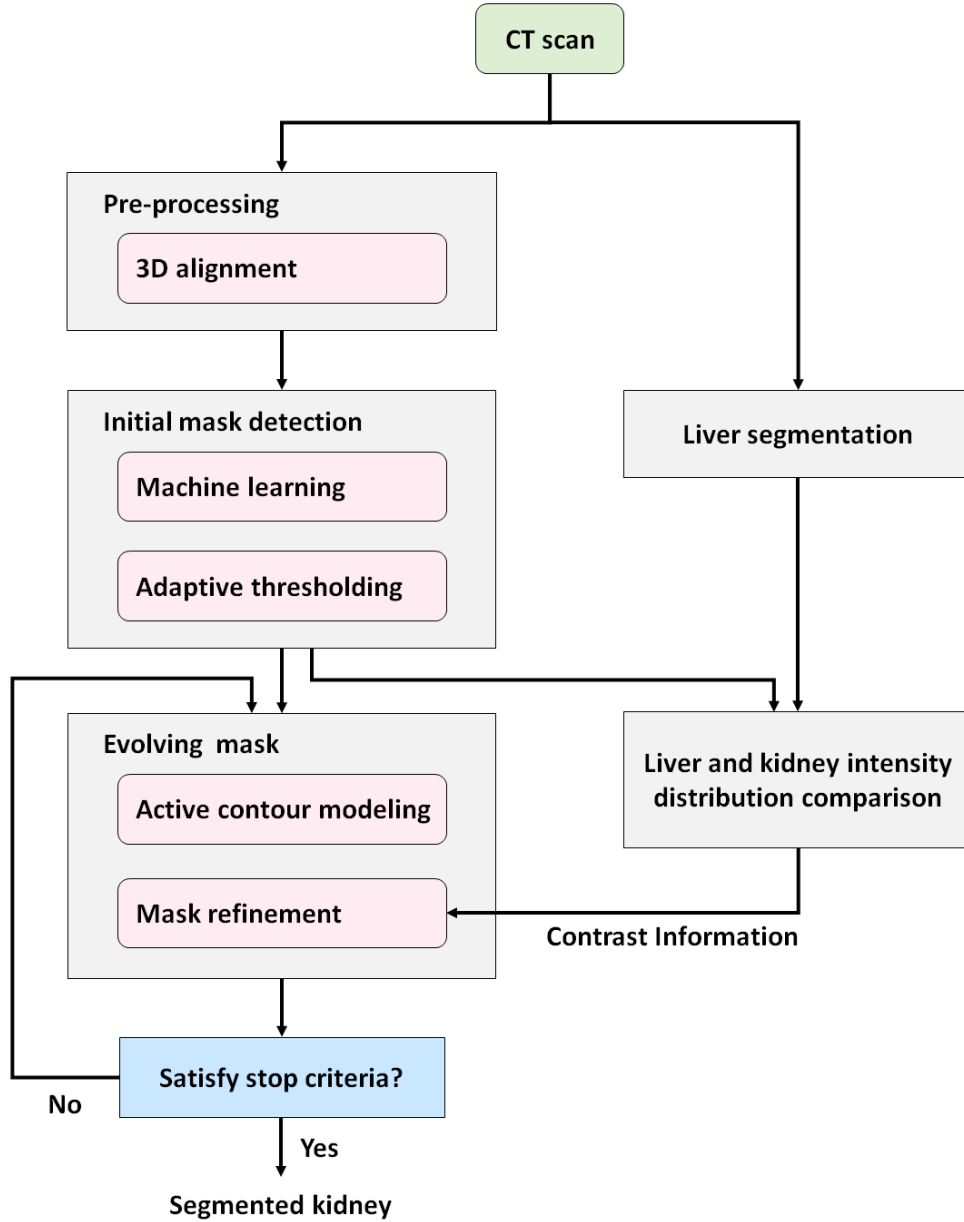 CT scan
Pre-processing
3D alignment
Initial mask detection
Machine learning
Adaptive thresholding
Liver segmentation
Evolving mask
Active contour modeling
Mask refinement
Liver and kidney intensity
distribution comparison
Contrast Information
Satisfy stop criteria?
No
Yes
Segmented kidney